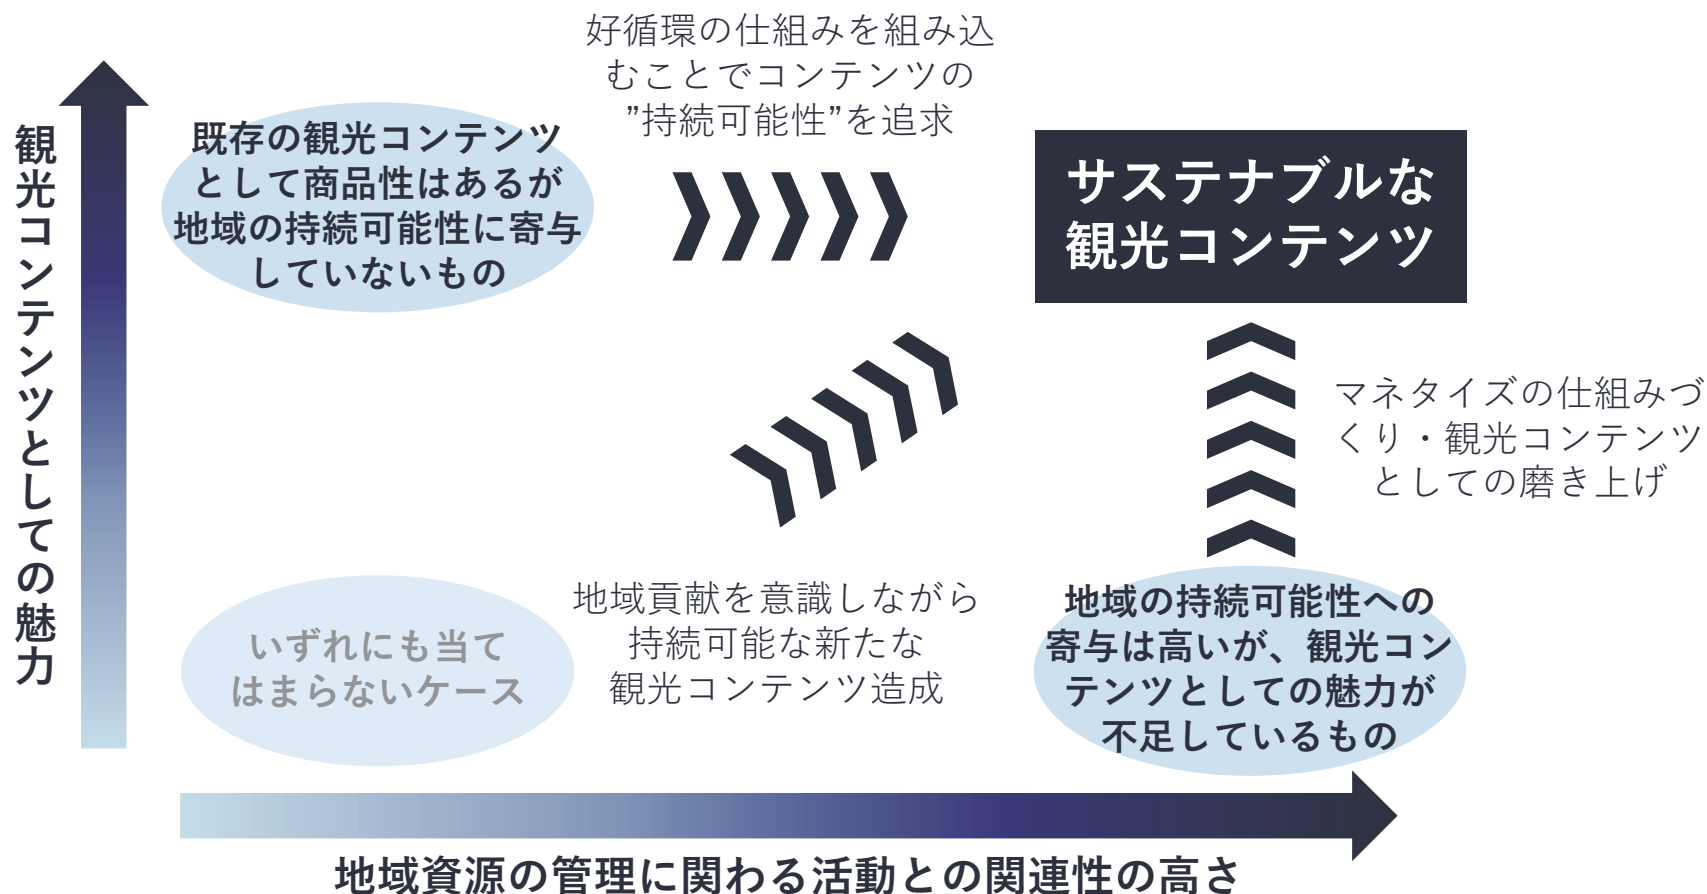 好循環の仕組みを組み込
むことでコンテンツの
”持続可能性”を追求
観光コンテンツとしての魅力
既存の観光コンテンツ
として商品性はあるが
地域の持続可能性に寄与
していないもの
サステナブルな
観光コンテンツ
マネタイズの仕組みづ
くり・観光コンテンツ
としての磨き上げ
いずれにも当て
はまらないケース
地域貢献を意識しながら
持続可能な新たな
観光コンテンツ造成
地域の持続可能性への
寄与は高いが、観光コン
テンツとしての魅力が
不足しているもの
地域資源の管理に関わる活動との関連性の高さ